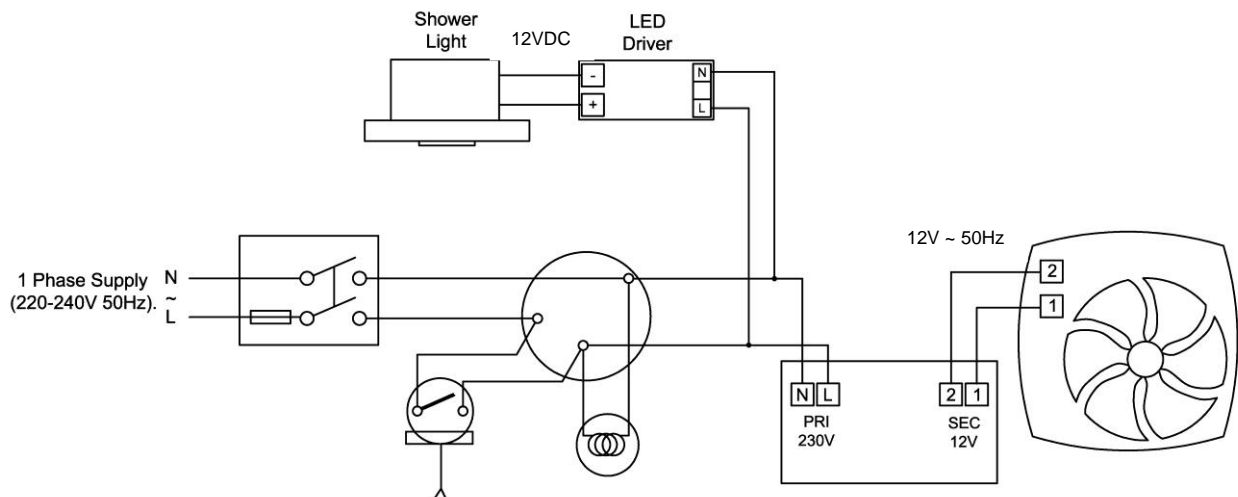 Shower
Light
12VDC
LED
Driver
-
N
+
L
12V ~ 50Hz
1 Phase Supply
(220-240V 50Hz).
N
~
L
2
1
N L
2 1
PRI
230V
SEC
12V